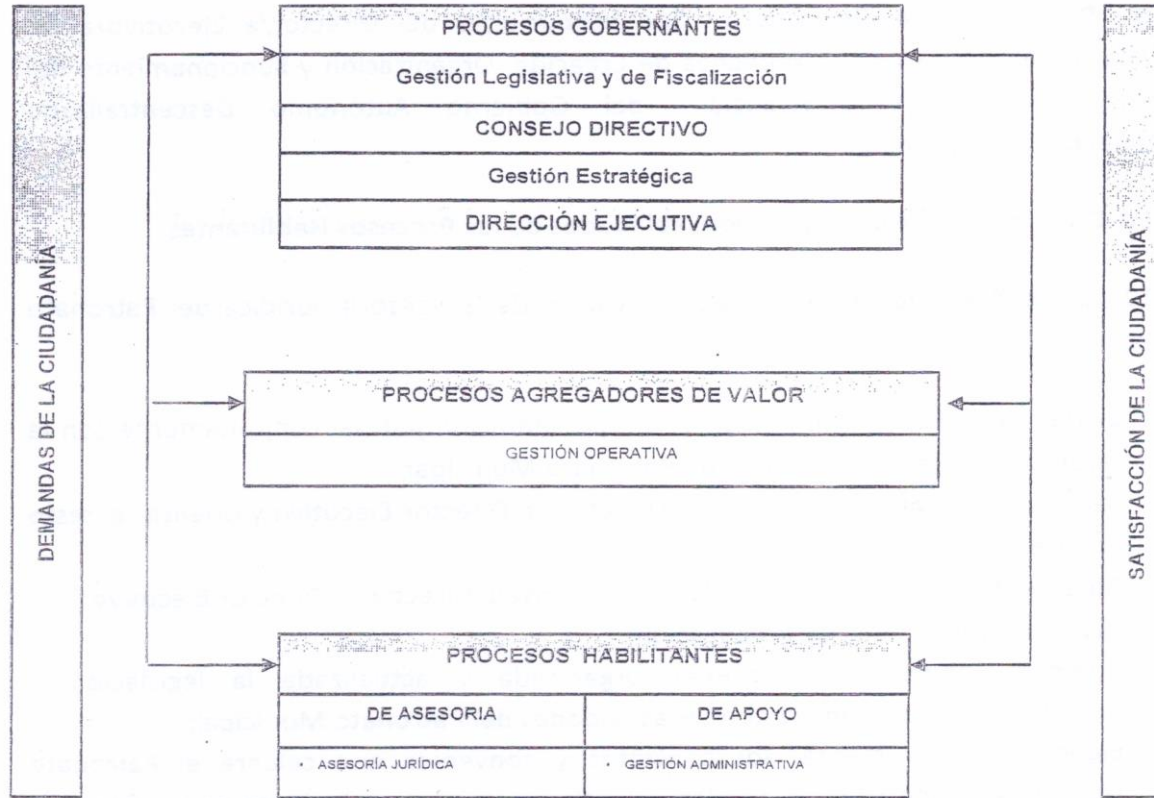 PROCESOS GOBERNANTES
Gestión Legislativa y de Fiscalización
CONSEJO DIRECTIVO
Gestión Estratégica
DIRECCIÓN EJECUTIVA
DEMANDAS DE LA CIUDADANÍA
SATISFACCIÓN DE LA CIUDADANÍA
PROCESOS AGREGADORES DE VALOR
GESTIÓN OPERATIVA
PROCESOS HABILITANTES
DE ASESORIA
DE APOYO
ASESORÍA JURÍDICA
GESTIÓN ADMINISTRATIVA